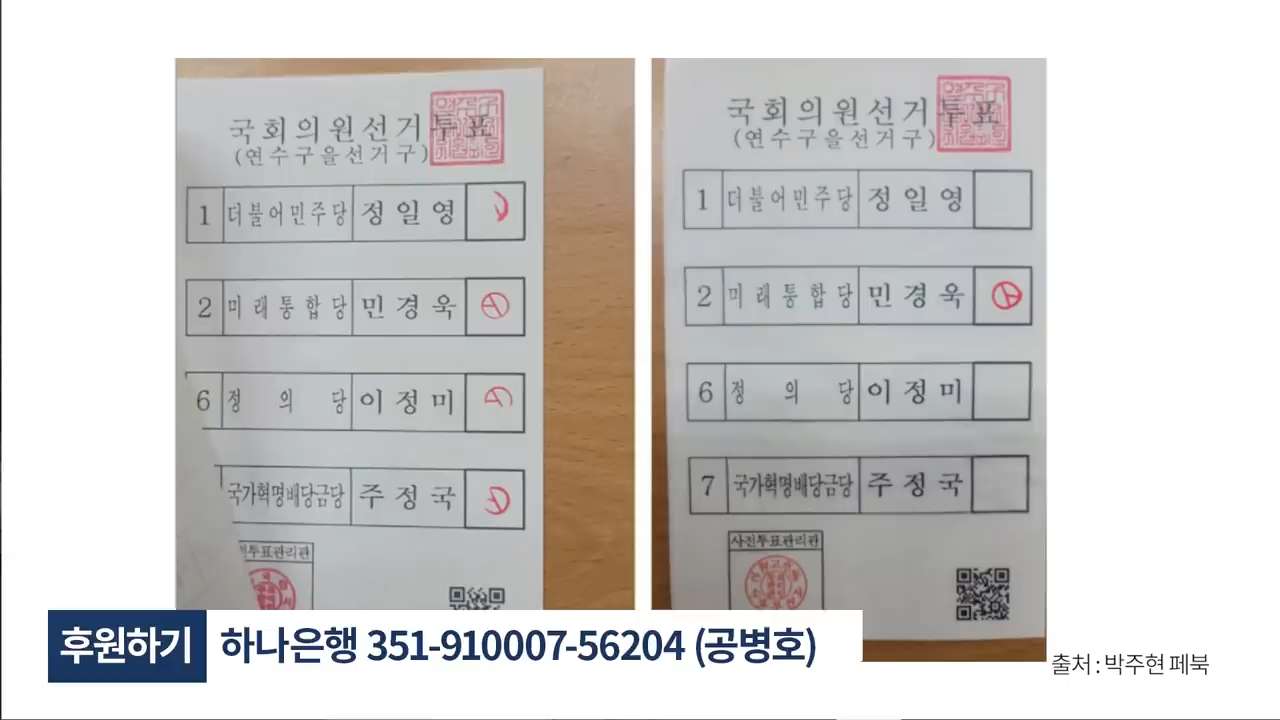 국회의원선거투표
(연수구을선거구)
1 더불어민주당 정일영
2 미래통합당 민경욱
6 정의당 이정미
국가혁명배당금당 주정국
투표관리관
국회의원선거투표
(연수구을선거구)
1 더불어민주당 정일영
2 미래통합당 민경욱
6 정의당 이정미
7 국가혁명배당금당 주정국
사전투표관리관
후원하기 하나은행 351-910007-56204 (공병호)
출처 : 박주현 페북